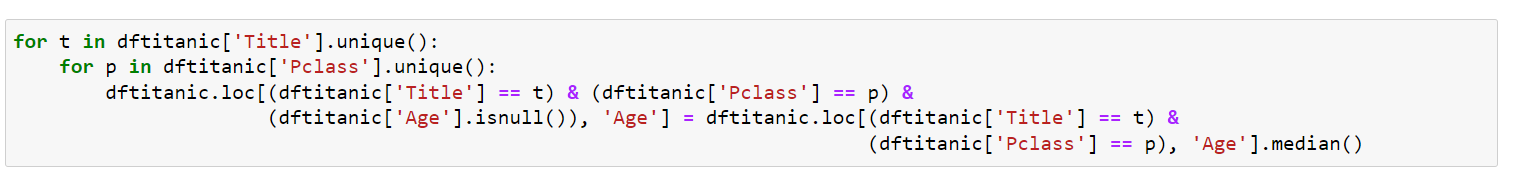 for t in dftitanic['Title'].unique():
    for p in dftitanic['Pclass'].unique():
        dftitanic.loc[(dftitanic['Title'] == t) & (dftitanic['Pclass'] == p) &
                     (dftitanic['Age'].isnull()), 'Age'] = dftitanic.loc[(dftitanic['Title'] == t) &
                                                                       (dftitanic['Pclass'] == p), 'Age'].median()